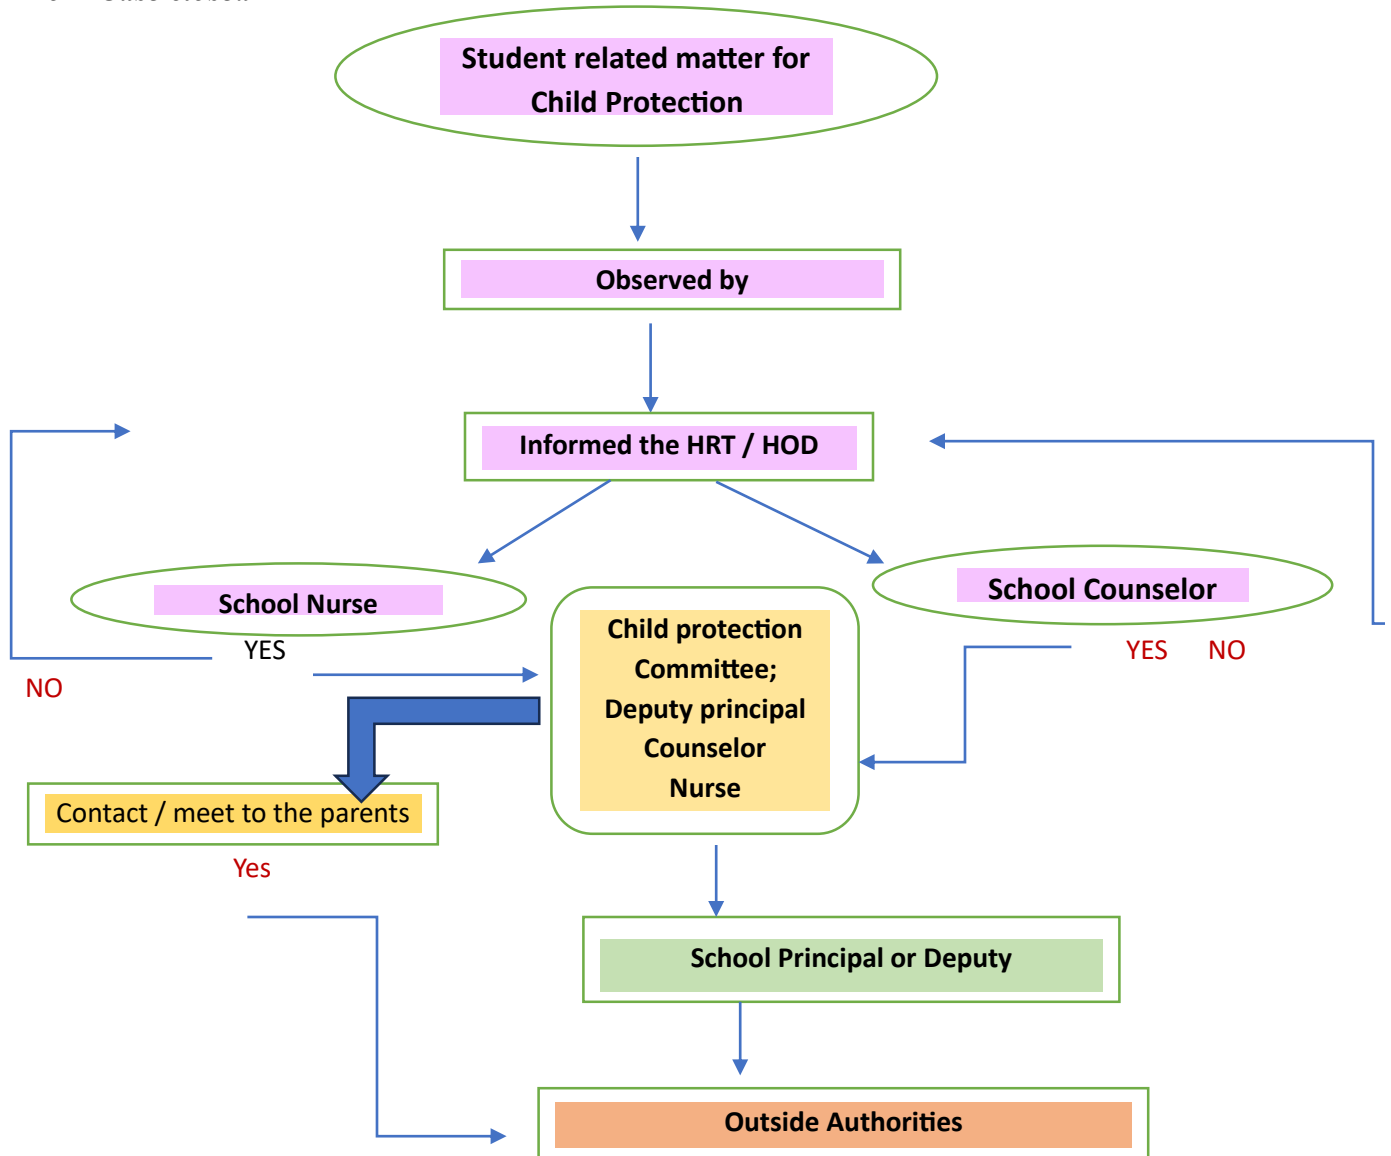 Student related matter for
Child Protection
Observed by
Informed the HRT / HOD
School Nurse
School Counselor
YES
NO
Child protection
Committee;
Deputy principal
Counselor
Nurse
YES NO
Contact / meet to the parents
Yes
School Principal or Deputy
Outside Authorities